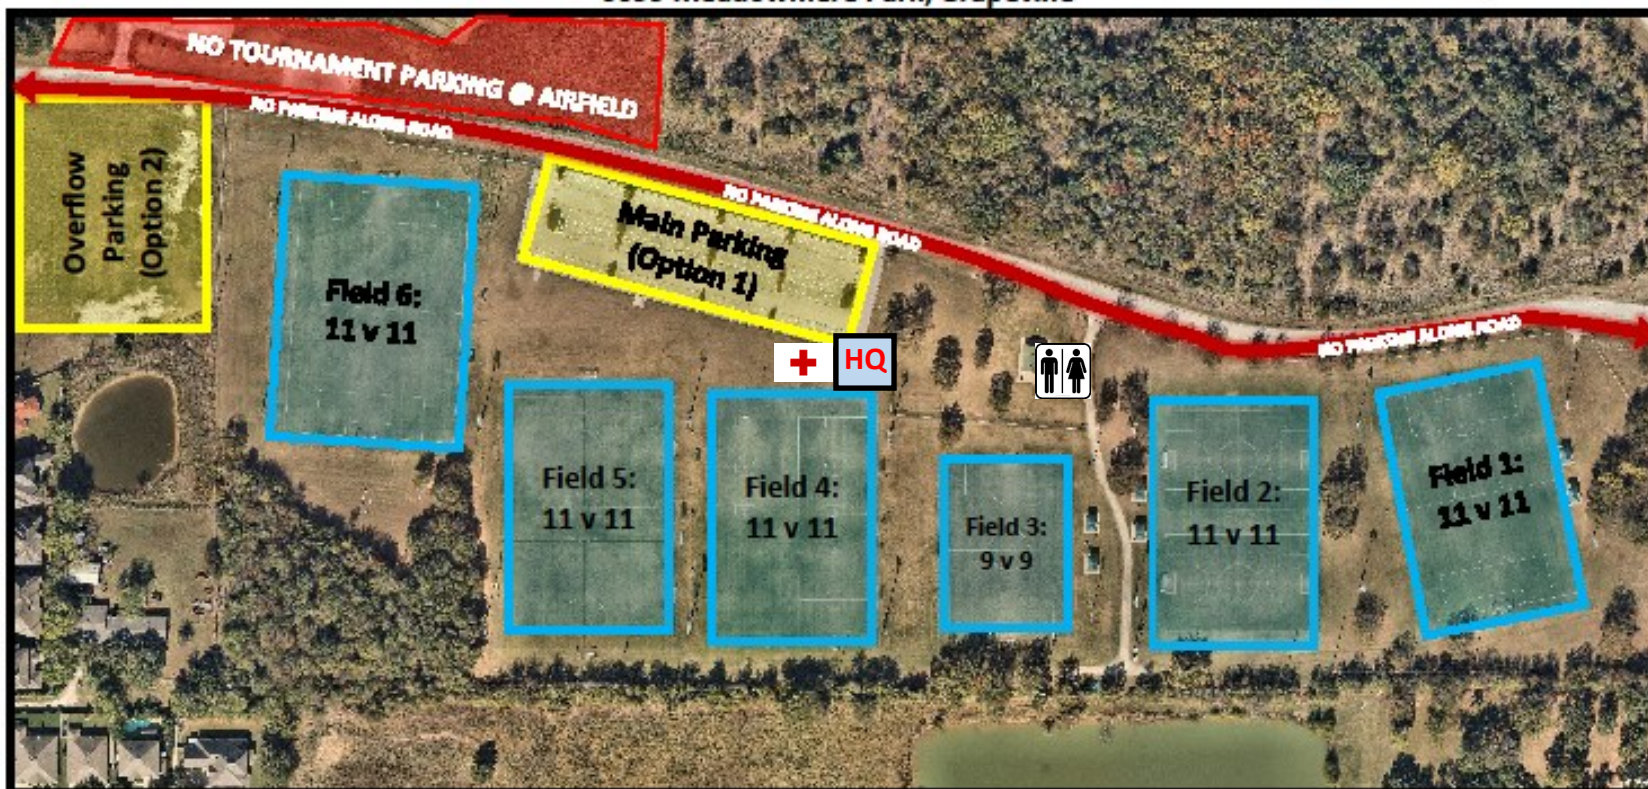 NO TOURNAMENT PARKING @ AIRFIELD
NO PARKING ALONG ROAD
Overflow
Parking
(Option 2)
Main Parking
(Option 1)
NO PARKING ALONG ROAD
NO PARKING ALONG ROAD
Field 6:
11 v 11
HQ
Field 5:
11 v 11
Field 4:
11 v 11
Field 3:
9 v 9
Field 2:
11 v 11
Field 1:
11 v 11